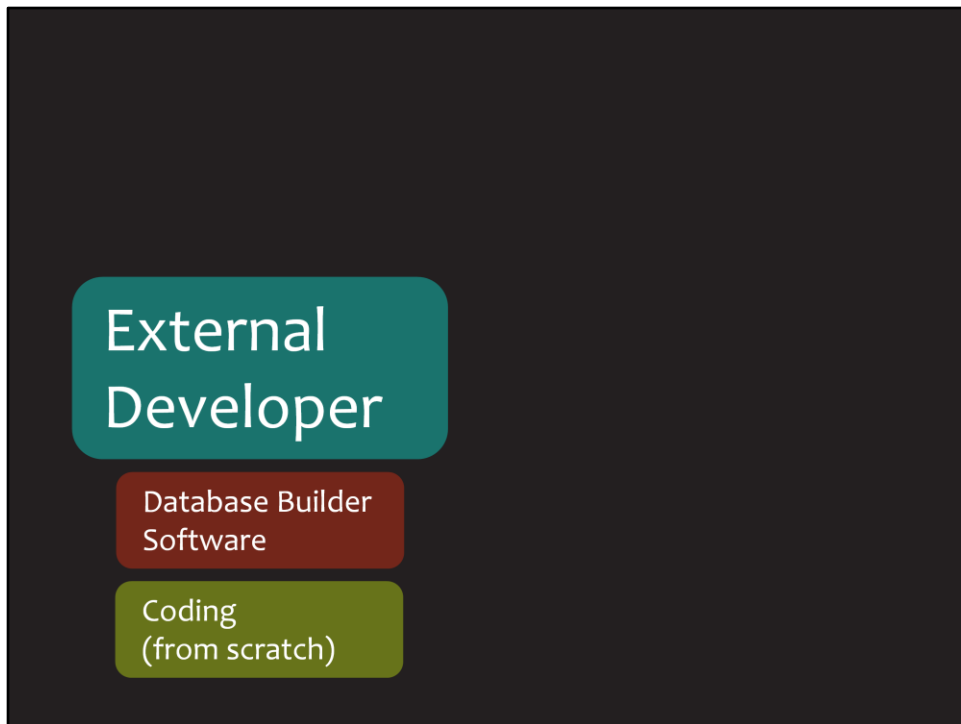 External
Developer
Database Builder
Software
Coding
(from scratch)